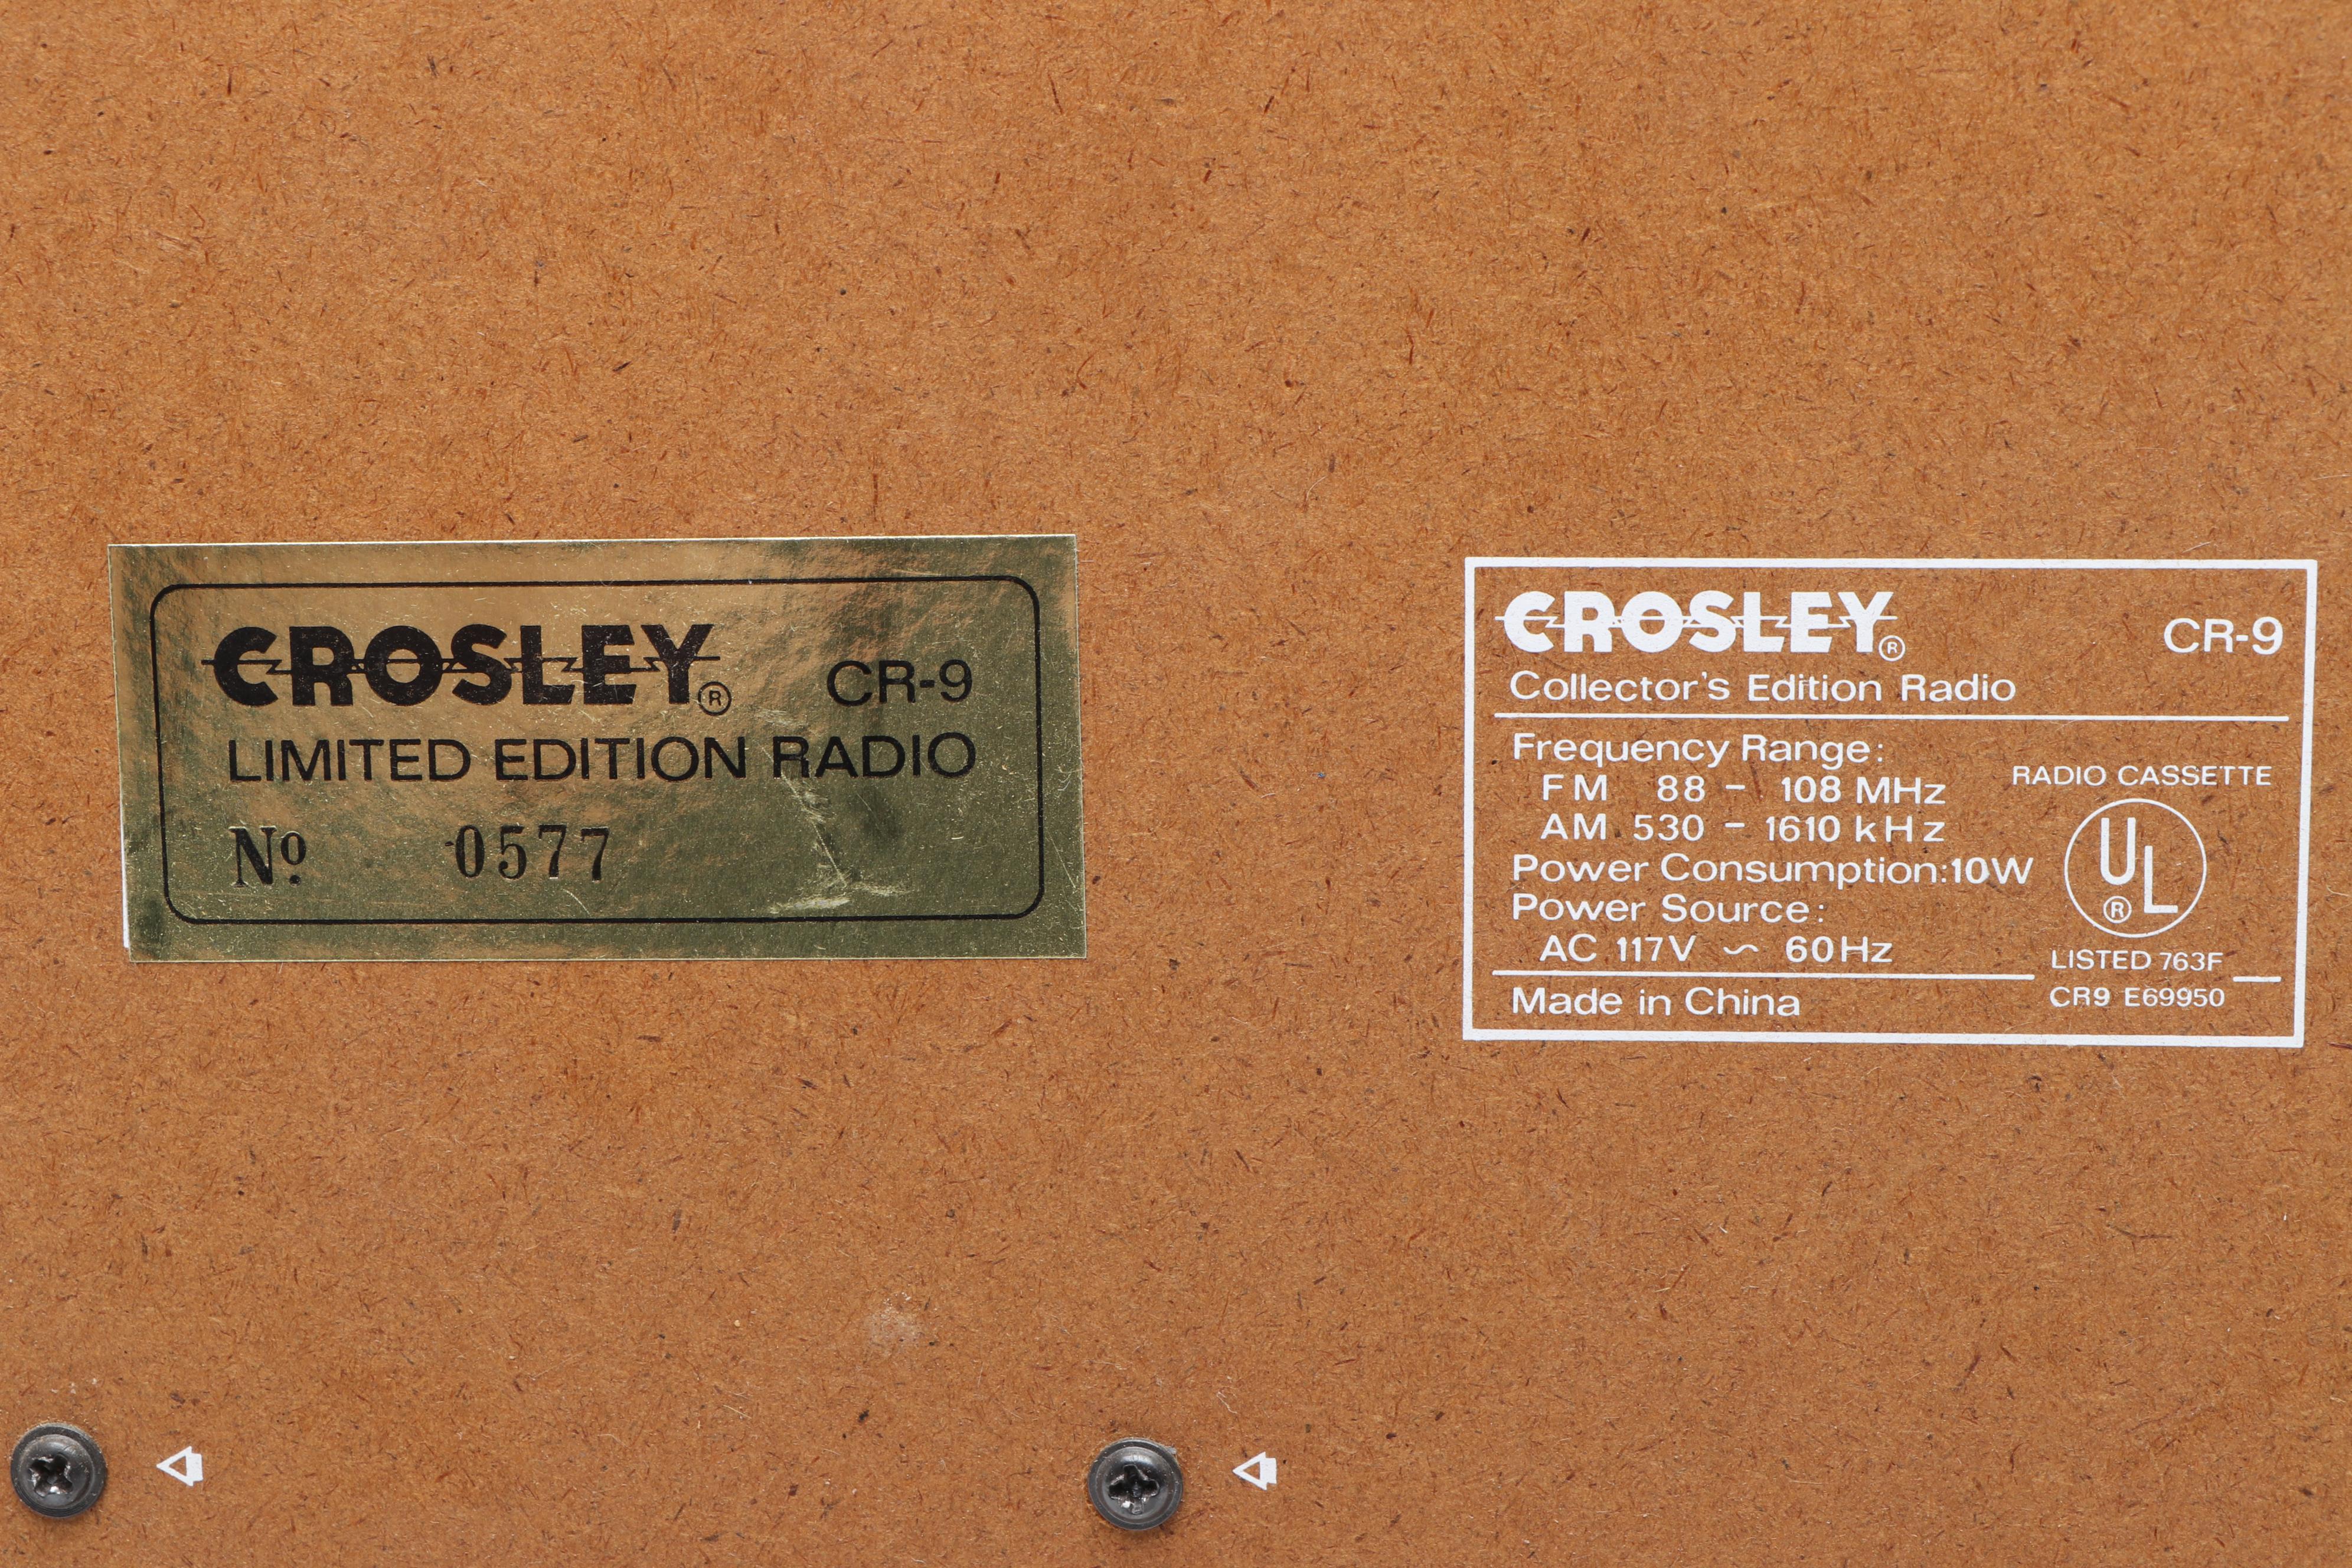 CROSLEY® CR-9
LIMITED EDITION RADIO
Nº 0577
CROSLEY® CR-9
Collector's Edition Radio
Frequency Range:
FM 88 - 108 MHz
AM 530 - 1610 kHz
Power Consumption:10W
Power Source:
AC 117V ~ 60Hz
Made in China
RADIO CASSETTE
UL®
LISTED 763F
CR9 E69950